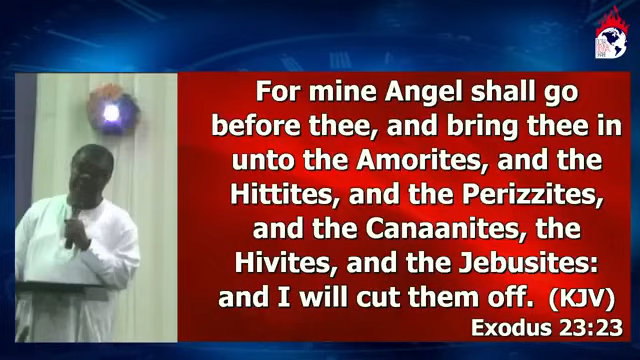 For mine Angel shall go
before thee, and bring thee in
unto the Amorites, and the
Hittites, and the Perizzites,
and the Canaanites, the
Hivites, and the Jebusites:
and I will cut them off. (KJV)
Exodus 23:23